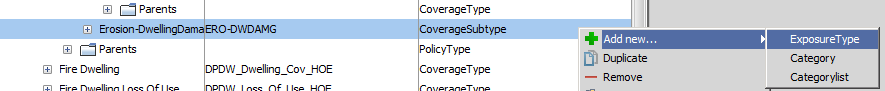 Parents CoverageType
Erosion-DwellingDama ERO-DWDAMG CoverageSubtype
Parents PolicyType
Fire Dwelling DPDW_Dwelling_Cov_HOE CoverageType
Fire Dwelling Loss Of Use DPDW_Loss_Of_Use_HOE CoverageType
Add new... ExposureType
Duplicate Category
Remove Categorylist